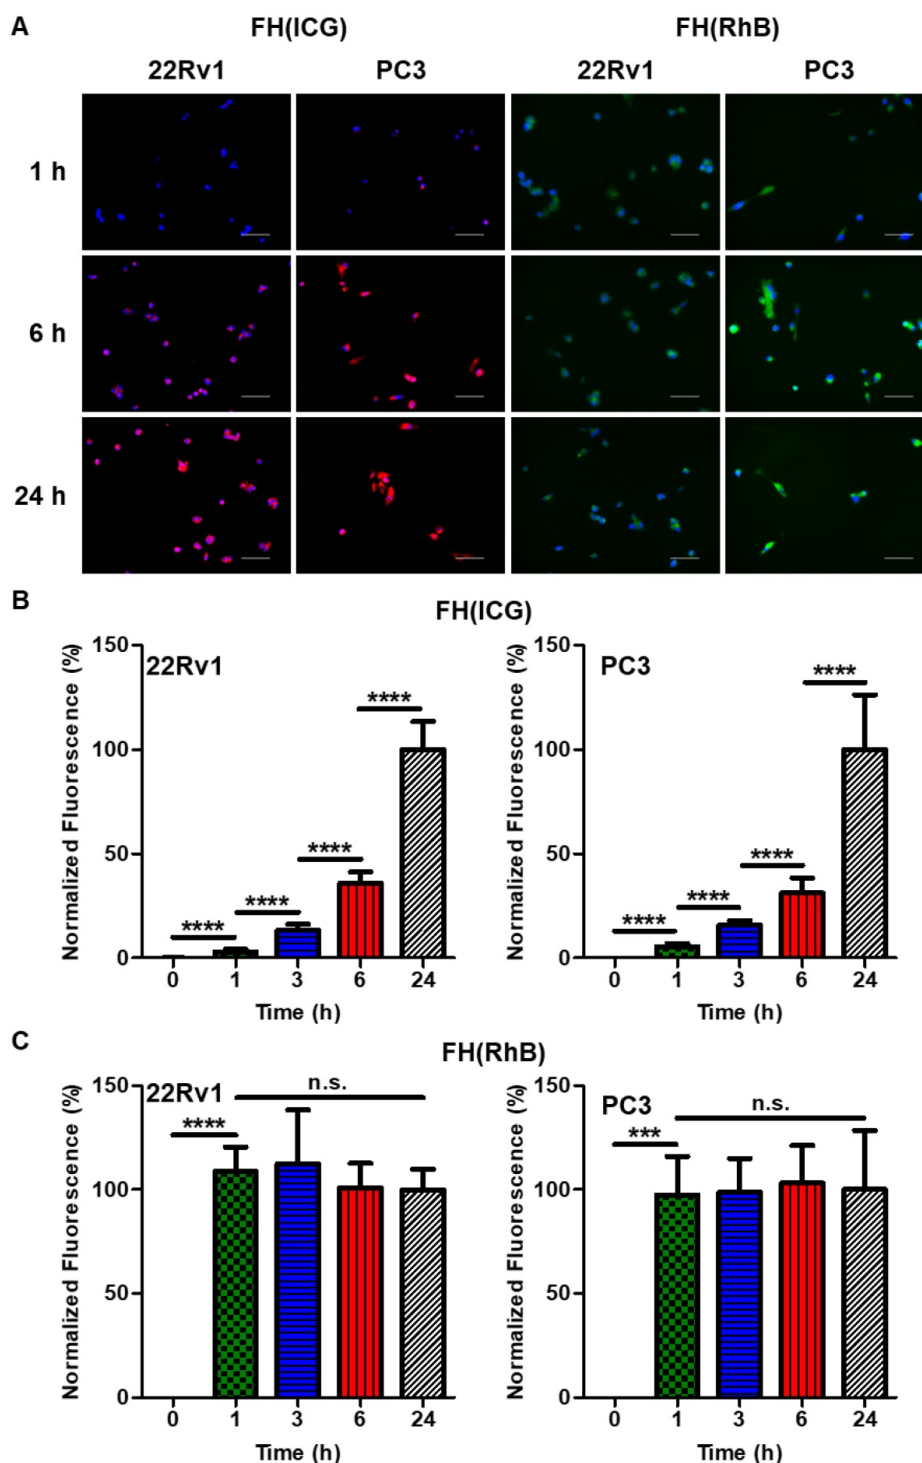 A
FH(ICG) FH(RhB)
22Rv1 PC3 22Rv1 PC3
1 h
6 h
24 h
B
FH(ICG)
Normalized Fluorescence (%)
150
100
50
0
22Rv1
****
****
****
****
0 1 3 6 24
Time (h)
Normalized Fluorescence (%)
150
100
50
0
PC3
****
****
****
****
0 1 3 6 24
Time (h)
C
FH(RhB)
Normalized Fluorescence (%)
150
100
50
0
22Rv1
n.s.
****
0 1 3 6 24
Time (h)
Normalized Fluorescence (%)
150
100
50
0
PC3
n.s.
***
0 1 3 6 24
Time (h)